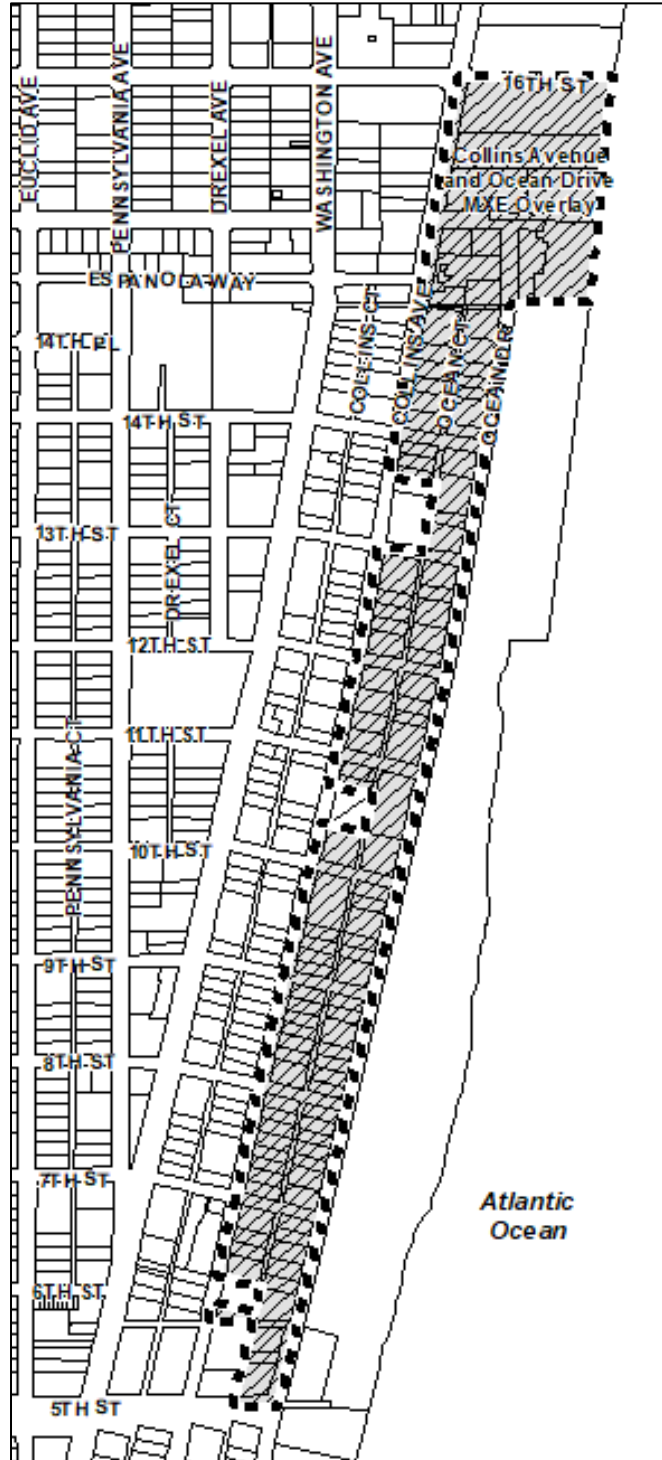 EUCLID AVE
PENNSYLVANIA AVE
DREXEL AVE
WASHINGTON AVE
16TH ST
Collins Avenue
and Ocean Drive
MXE Overlay
ESPANOLA WAY
COLLINS CT
COLLINS AVE
OCEAN CT
OCEAN DR
14TH PL
14TH ST
13TH ST
DREXEL CT
12TH ST
11TH ST
PENNSYLVANIA CT
10TH ST
9TH ST
8TH ST
7TH ST
Atlantic
Ocean
6TH ST
5TH ST